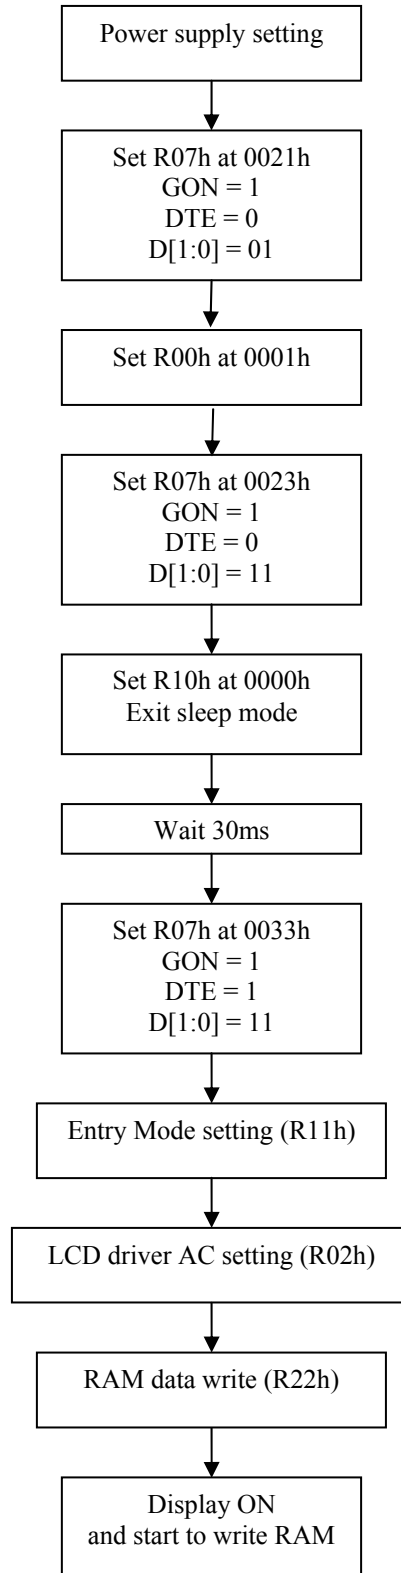 Power supply setting
Set R07h at 0021h
GON = 1
DTE = 0
D[1:0] = 01
Set R00h at 0001h
Set R07h at 0023h
GON = 1
DTE = 0
D[1:0] = 11
Set R10h at 0000h
Exit sleep mode
Wait 30ms
Set R07h at 0033h
GON = 1
DTE = 1
D[1:0] = 11
Entry Mode setting (R11h)
LCD driver AC setting (R02h)
RAM data write (R22h)
Display ON
and start to write RAM